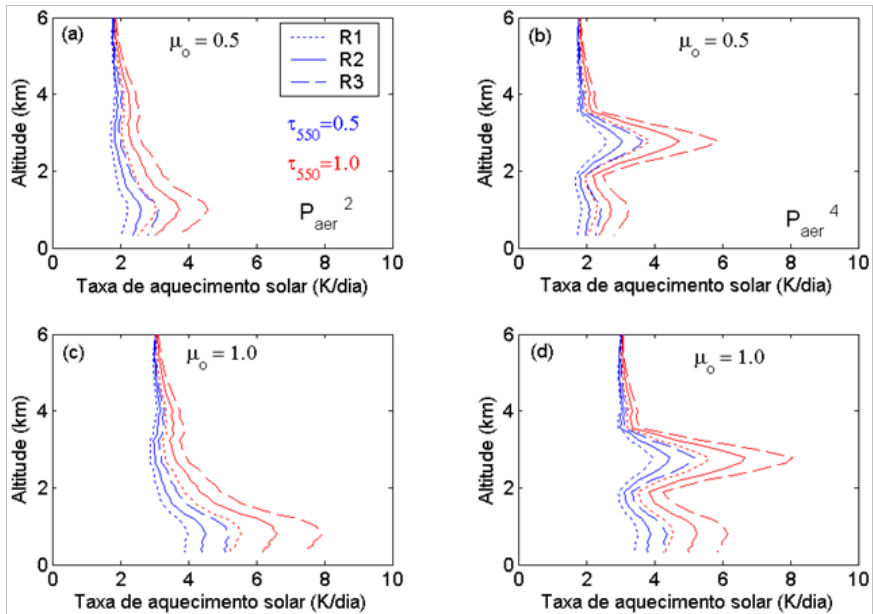 (a)
μₒ = 0.5
R1
R2
R3
τ₅₅₀=0.5
τ₅₅₀=1.0
Pₐₑᵣ ²
6
4
2
0
Altitude (km)
0 2 4 6 8 10
Taxa de aquecimento solar (K/dia)
(b)
μₒ = 0.5
Pₐₑᵣ ⁴
6
4
2
0
Altitude (km)
0 2 4 6 8 10
Taxa de aquecimento solar (K/dia)
(c)
μₒ = 1.0
6
4
2
0
Altitude (km)
0 2 4 6 8 10
Taxa de aquecimento solar (K/dia)
(d)
μₒ = 1.0
6
4
2
0
Altitude (km)
0 2 4 6 8 10
Taxa de aquecimento solar (K/dia)